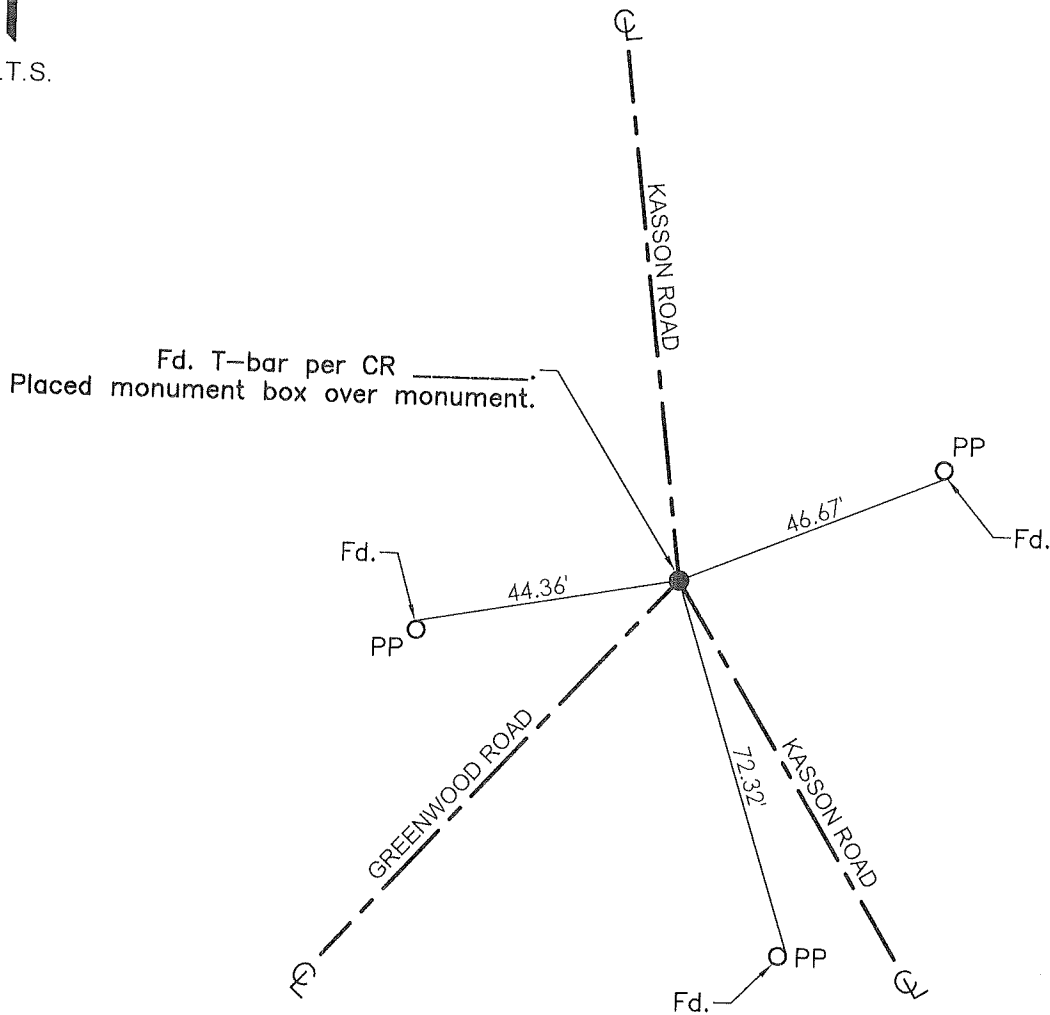 .T.S.
℄
KASSON ROAD
Fd. T-bar per CR ________.
Placed monument box over monument.
PP
46.67'
Fd.
Fd.
44.36'
PP
GREENWOOD ROAD
72.32'
KASSON ROAD
℄
PP
℄
Fd.